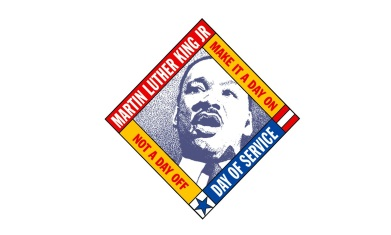 MARTIN LUTHER KING JR
MAKE IT A DAY ON
NOT A DAY OFF
DAY OF SERVICE